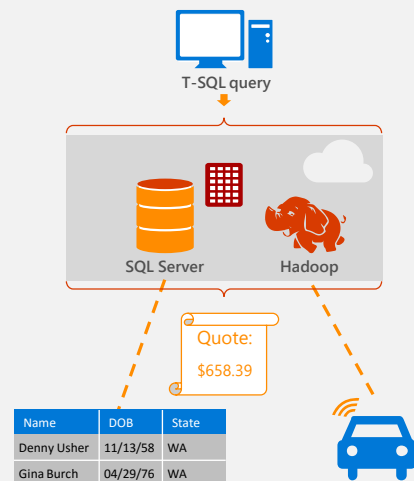 T-SQL query
SQL Server
Hadoop
Quote:
$658.39
Name DOB State
Denny Usher 11/13/58 WA
Gina Burch 04/29/76 WA